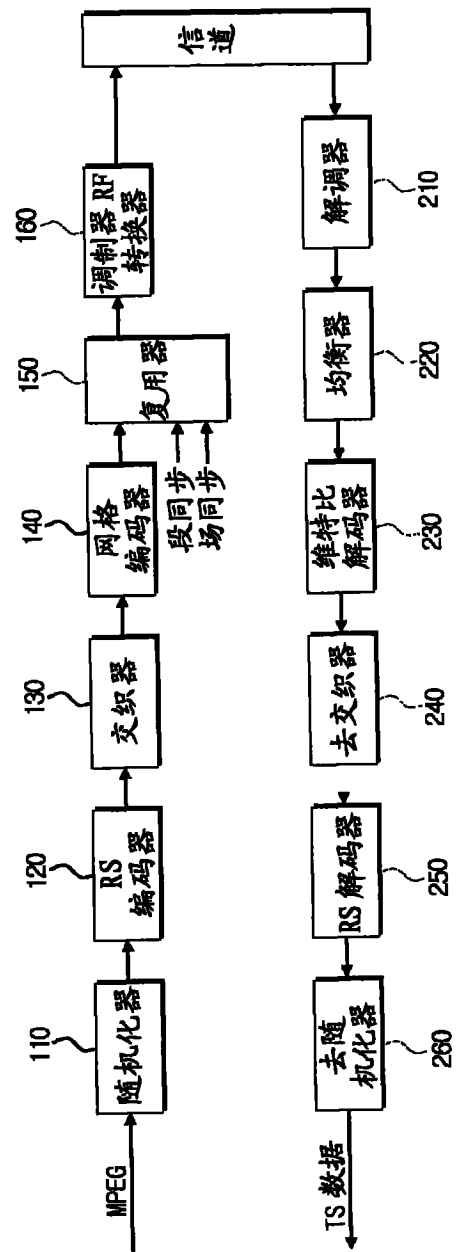 MPEG
110
随机化器
120
RS
编码器
130
交织器
140
网格
编码器
段同步
场同步
150
复用器
160
调制器 RF
转换器
信道
210
解调器
220
均衡器
230
维特比
解码器
240
去交织器
250
RS 解码器
260
去随
机化器
TS 数据